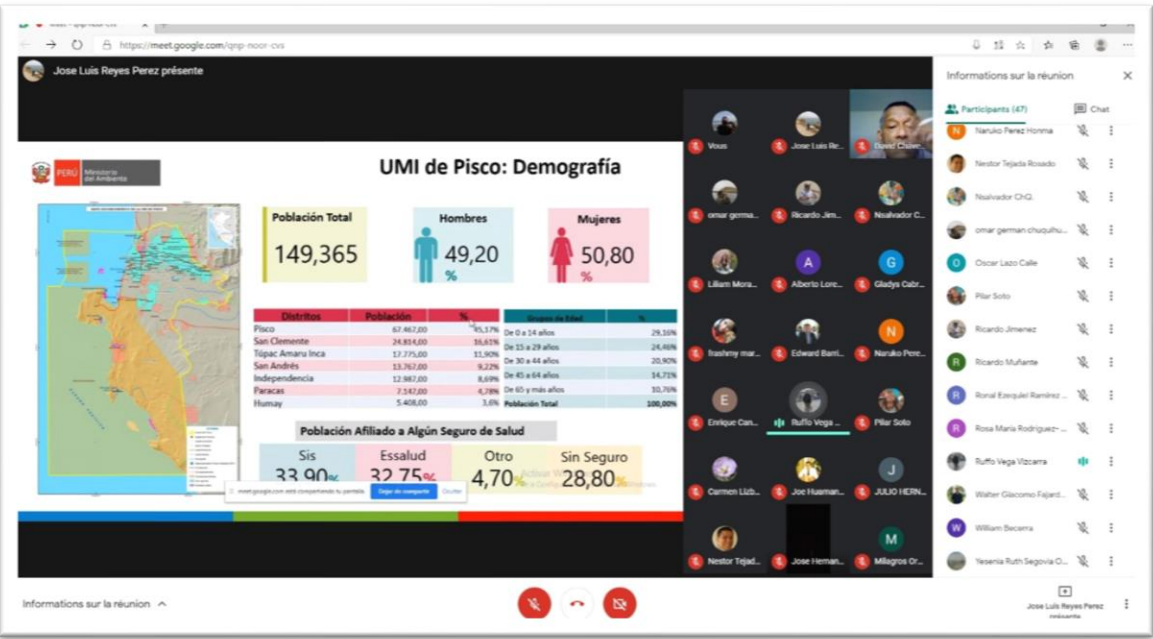 https://meet.google.com/qnp-noor-cvs
Jose Luis Reyes Perez présente
Informations sur la réunion
Participants (47)
Chat
PERÚ
Ministerio
del Ambiente
UMI de Pisco: Demografía
Población Total
149,365
Hombres
49,20
%
Mujeres
50,80
%
Distritos Población %
Pisco 67.467,00 45,17%
San Clemente 24.814,00 16,61%
Túpac Amaru Inca 17.775,00 11,90%
San Andrés 13.767,00 9,22%
Independencia 12.987,00 8,69%
Paracas 7.547,00 4,78%
Humay 5.408,00 3,6%
Grupos de Edad %
De 0 a 14 años 29,16%
De 15 a 29 años 24,46%
De 30 a 44 años 20,90%
De 45 a 64 años 14,71%
De 65 y más años 10,76%
Población Total 100,00%
Población Afiliado a Algún Seguro de Salud
Sis
33,90%
Essalud
32,75%
Otro
4,70%
Sin Seguro
28,80%
meet.google.com está compartiendo tu pantalla.
Dejar de compartir
Ocultar
Vous
Jose Luis Re...
David Chave...
omar germa...
Ricardo Jim...
Nsalvador C...
Liliam Mora...
Alberto Lore...
Gladys Cabr...
frashmy mar...
Edward Barri...
Naruko Pere...
Enrique Can...
Ruffo Vega ...
Pilar Soto
Carmen Lizb...
Joe Huaman...
JULIO HERN...
Nestor Tejad...
Jose Hernan...
Milagros Or...
A
G
N
E
J
M
N Naruko Perez Honma
Nestor Tejada Rosado
Nsalvador ChG.
omar german chuquihu...
O Oscar Lazo Calle
Pilar Soto
Ricardo Jimenez
R Ricardo Muñante
R Ronal Ezequiel Ramirez ...
R Rosa María Rodriguez- ...
Ruffo Vega Vizcarra
Walter Giacomo Fajard...
W William Becerra
Yesenia Ruth Segovia O...
Informations sur la réunion
Jose Luis Reyes Perez
présente